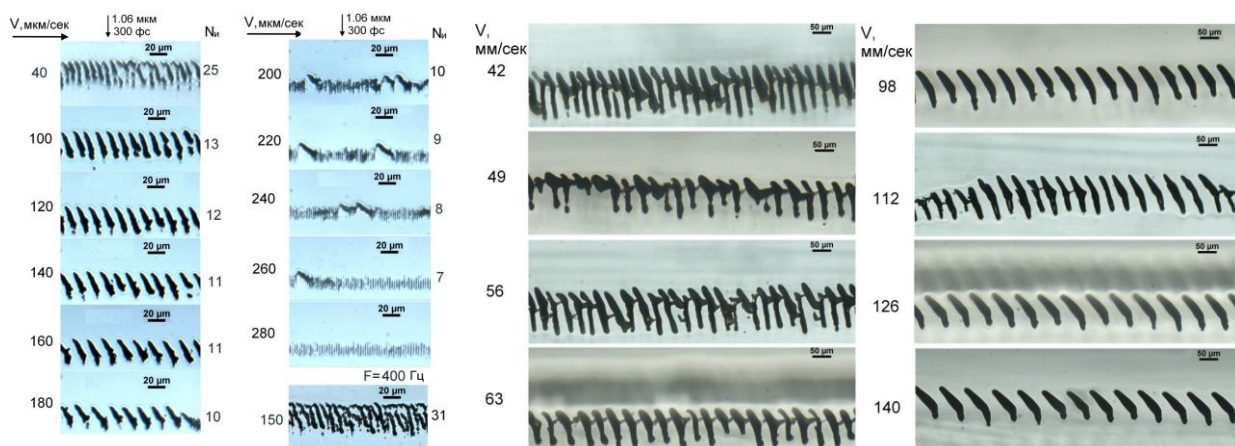 V,мкм/сек 1.06 мкм
300 фс Nи
20 µm
40 25
20 µm
100 13
20 µm
120 12
20 µm
140 11
20 µm
160 11
20 µm
180 10
V,мкм/сек 1.06 мкм
300 фс Nи
20 µm
200 10
20 µm
220 9
20 µm
240 8
20 µm
260 7
20 µm
280
F=400 Гц
20 µm
150 31
V,
мм/сек
50 µm
42
50 µm
49
50 µm
56
50 µm
63
V,
мм/сек
50 µm
98
50 µm
112
50 µm
126
50 µm
140